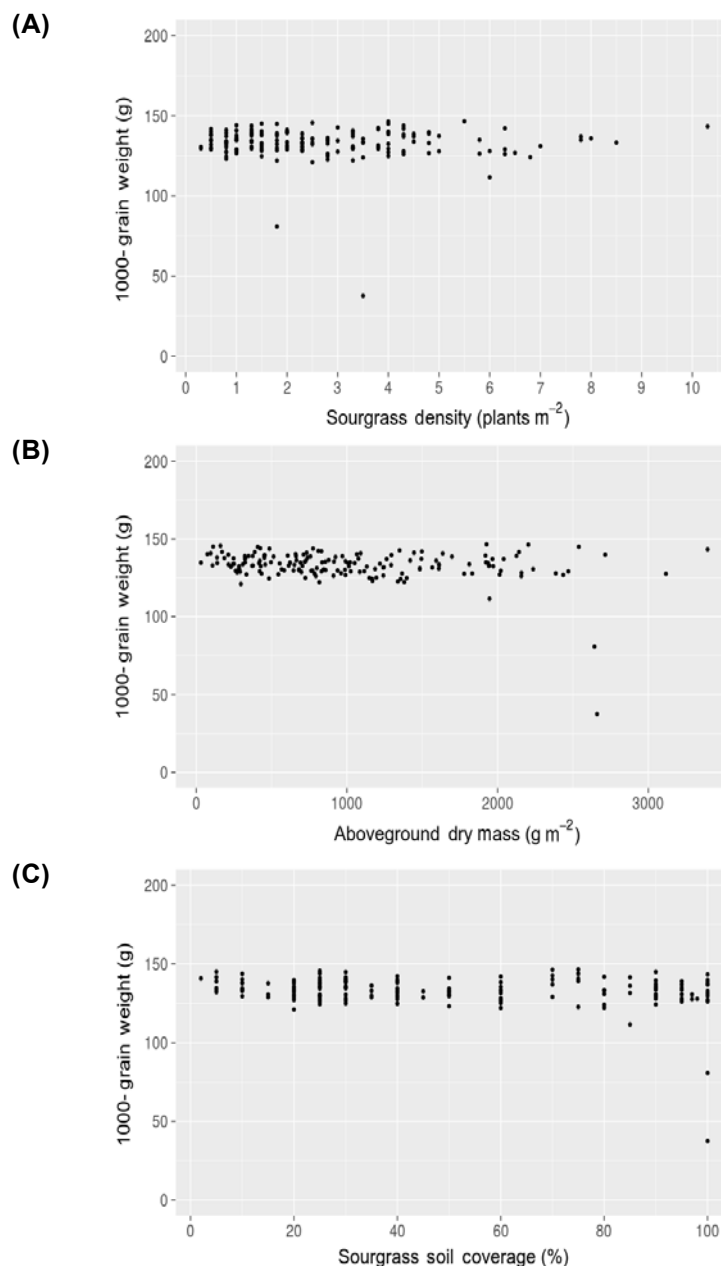 (A)
200
150
100
50
0
1000- grain weight (g)
0 1 2 3 4 5 6 7 8 9 10
Sourgrass density (plants m⁻²)
(B)
200
150
100
50
0
1000- grain weight (g)
0 1000 2000 3000
Aboveground dry mass (g m⁻²)
(C)
200
150
100
50
0
1000- grain weight (g)
0 20 40 60 80 100
Sourgrass soil coverage (%)